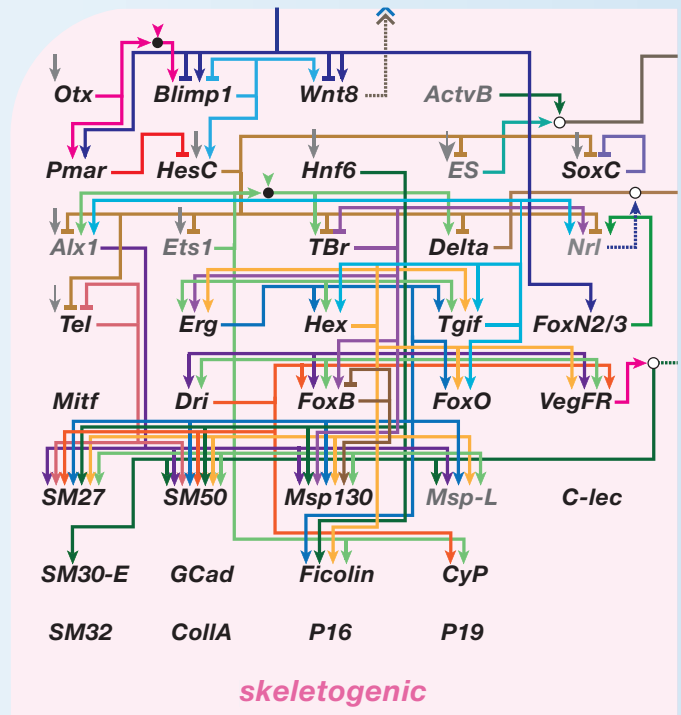 Otx Blimp1 Wnt8 ActvB
Pmar HesC Hnf6 ES SoxC
Alx1 Ets1 TBr Delta Nrl
Tel Erg Hex Tgif FoxN2/3
Mitf Dri FoxB FoxO VegFR
SM27 SM50 Msp130 Msp-L C-lec
SM30-E GCad Ficolin CyP
SM32 CollA P16 P19
skeletogenic